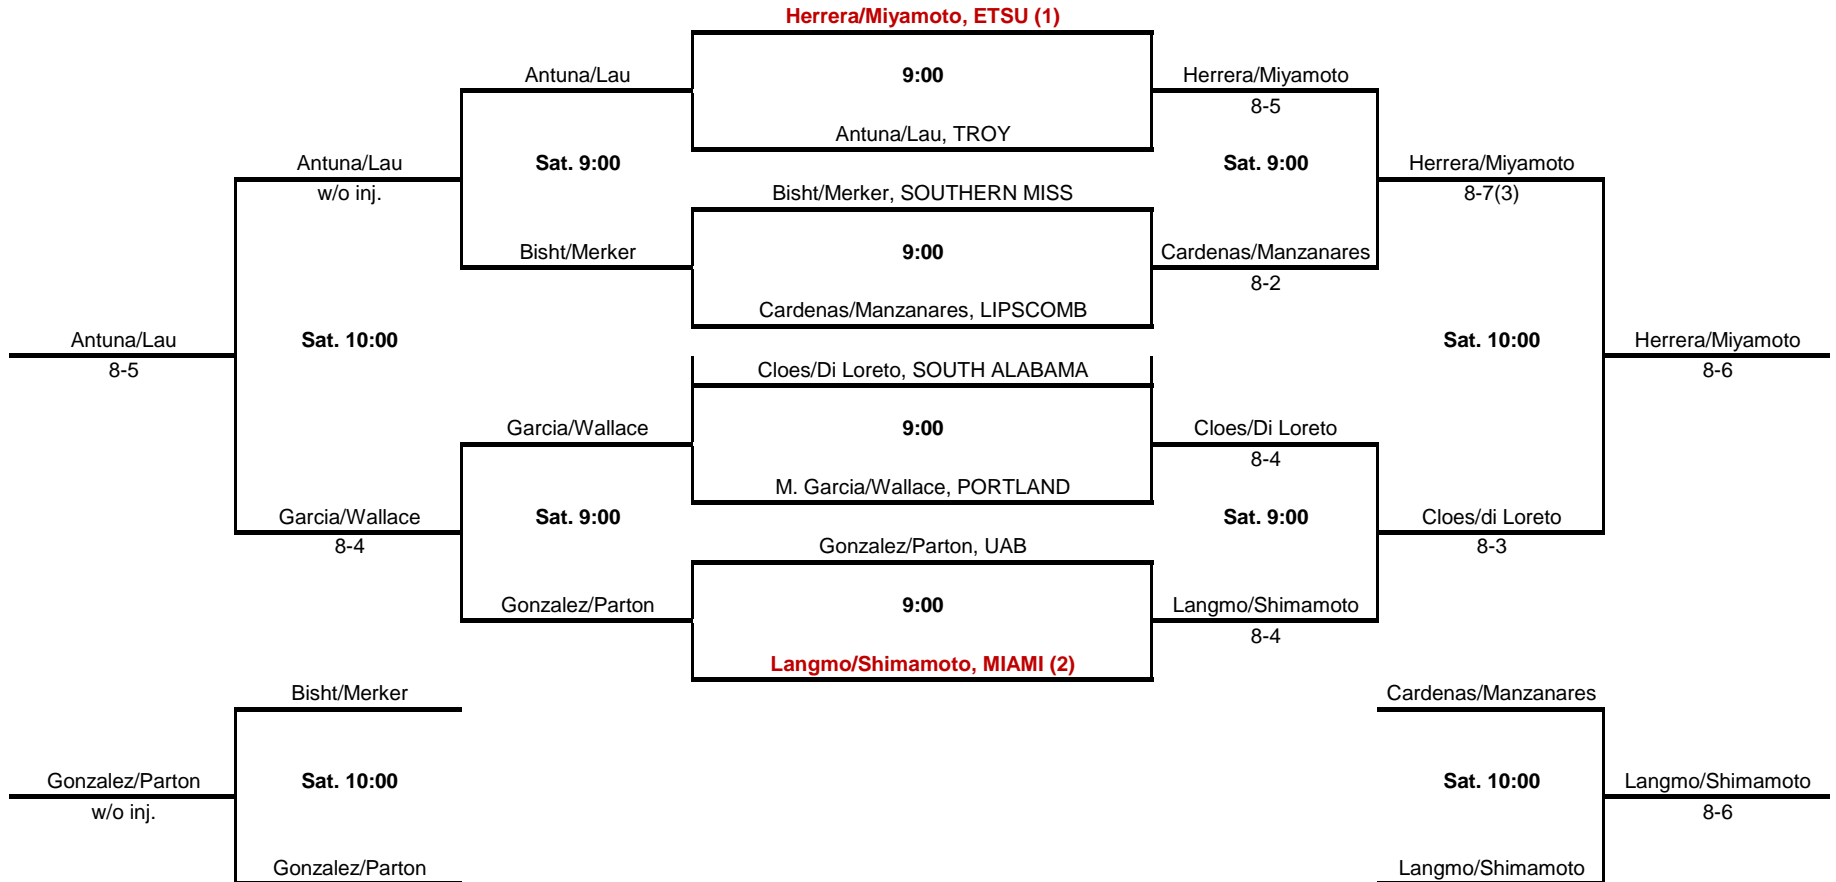 Herrera/Miyamoto, ETSU (1)
Antuna/Lau 9:00 Herrera/Miyamoto
8-5
Antuna/Lau, TROY
Antuna/Lau Sat. 9:00 Sat. 9:00 Herrera/Miyamoto
w/o inj. Bisht/Merker, SOUTHERN MISS 8-7(3)
Bisht/Merker 9:00 Cardenas/Manzanares
8-2
Cardenas/Manzanares, LIPSCOMB
Antuna/Lau Sat. 10:00 Sat. 10:00 Herrera/Miyamoto
8-5 Cloes/Di Loreto, SOUTH ALABAMA 8-6
Garcia/Wallace 9:00 Cloes/Di Loreto
8-4
M. Garcia/Wallace, PORTLAND
Garcia/Wallace Sat. 9:00 Sat. 9:00 Cloes/di Loreto
8-4 Gonzalez/Parton, UAB 8-3
Gonzalez/Parton 9:00 Langmo/Shimamoto
8-4
Langmo/Shimamoto, MIAMI (2)
Bisht/Merker Cardenas/Manzanares
Gonzalez/Parton Sat. 10:00 Sat. 10:00 Langmo/Shimamoto
w/o inj. 8-6
Gonzalez/Parton Langmo/Shimamoto